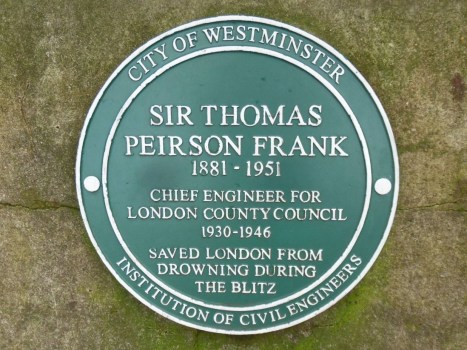 CITY OF WESTMINSTER
SIR THOMAS
PEIRSON FRANK
1881 - 1951
CHIEF ENGINEER FOR
LONDON COUNTY COUNCIL
1930-1946
SAVED LONDON FROM
DROWNING DURING
THE BLITZ
INSTITUTION OF CIVIL ENGINEERS